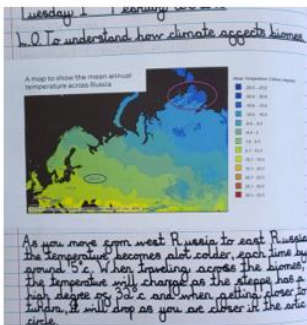 Tuesday 1 February
L.O To understand how climate affects biomes
A map to show the mean annual
temperature across Russia
As you move from west Russia to east Russia
the temperature becomes alot colder, each time by
around 5°c. When traveling across the biomes,
the temperature will change as the steppe has a
high degree of 32°c and when getting closer to
tundra, it will drop as you are closer in the artic
circle.